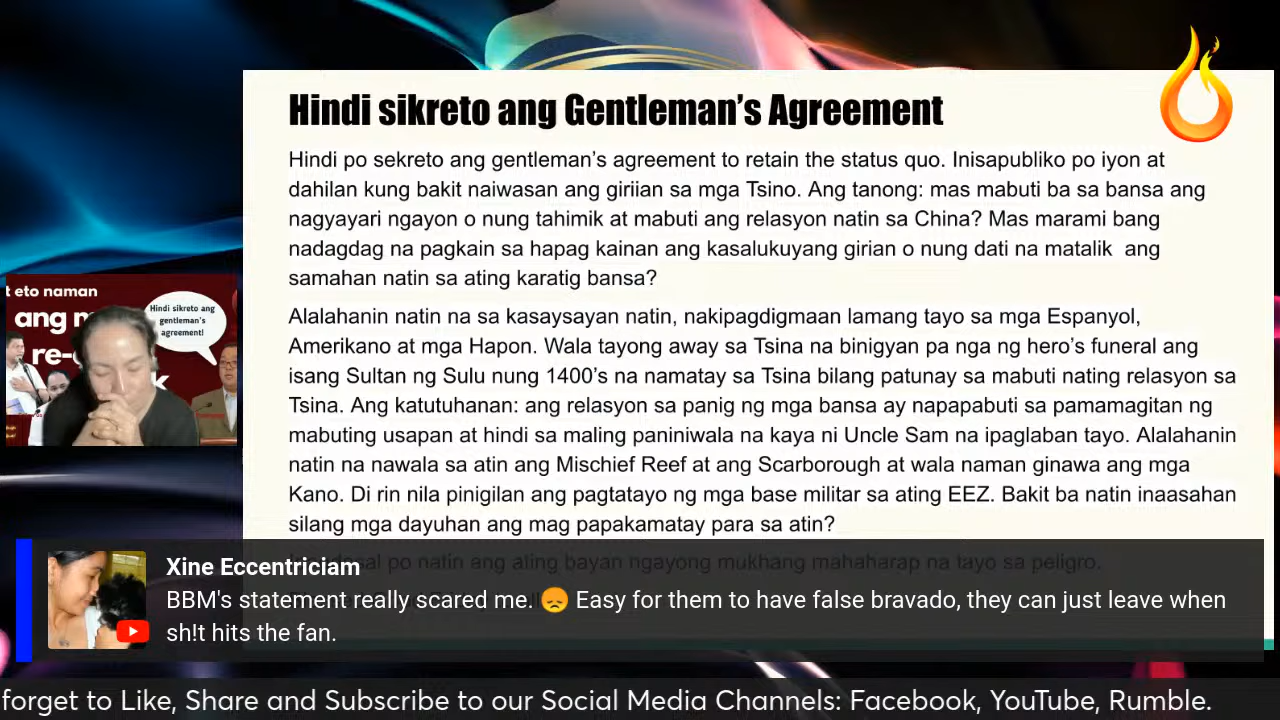 Hindi sikreto ang Gentleman’s Agreement
Hindi po sekreto ang gentleman’s agreement to retain the status quo. Inisapubliko po iyon at
dahilan kung bakit naiwasan ang giriian sa mga Tsino. Ang tanong: mas mabuti ba sa bansa ang
nagyayari ngayon o nung tahimik at mabuti ang relasyon natin sa China? Mas marami bang
nadagdag na pagkain sa hapag kainan ang kasalukuyang girian o nung dati na matalik ang
samahan natin sa ating karatig bansa?
Alalahanin natin na sa kasaysayan natin, nakipagdigmaan lamang tayo sa mga Espanyol,
Amerikano at mga Hapon. Wala tayong away sa Tsina na binigyan pa nga ng hero’s funeral ang
isang Sultan ng Sulu nung 1400’s na namatay sa Tsina bilang patunay sa mabuti nating relasyon sa
Tsina. Ang katutuhanan: ang relasyon sa panig ng mga bansa ay napapabuti sa pamamagitan ng
mabuting usapan at hindi sa maling paniniwala na kaya ni Uncle Sam na ipaglaban tayo. Alalahanin
natin na nawala sa atin ang Mischief Reef at ang Scarborough at wala naman ginawa ang mga
Kano. Di rin nila pinigilan ang pagtatayo ng mga base militar sa ating EEZ. Bakit ba natin inaasahan
silang mga dayuhan ang mag papakamatay para sa atin?
po natin ang ating bayan ngayong mukhang mahaharap na tayo sa peligro.
t eto naman
ang m
re-
k
Hindi sikreto ang
gentleman's
agreement!
Xine Eccentriciam
BBM's statement really scared me. 😞 Easy for them to have false bravado, they can just leave when
sh!t hits the fan.
forget to Like, Share and Subscribe to our Social Media Channels: Facebook, YouTube, Rumble.